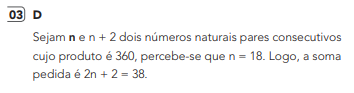 03 D
Sejam n e n + 2 dois números naturais pares consecutivos
cujo produto é 360, percebe-se que n = 18. Logo, a soma
pedida é 2n + 2 = 38.